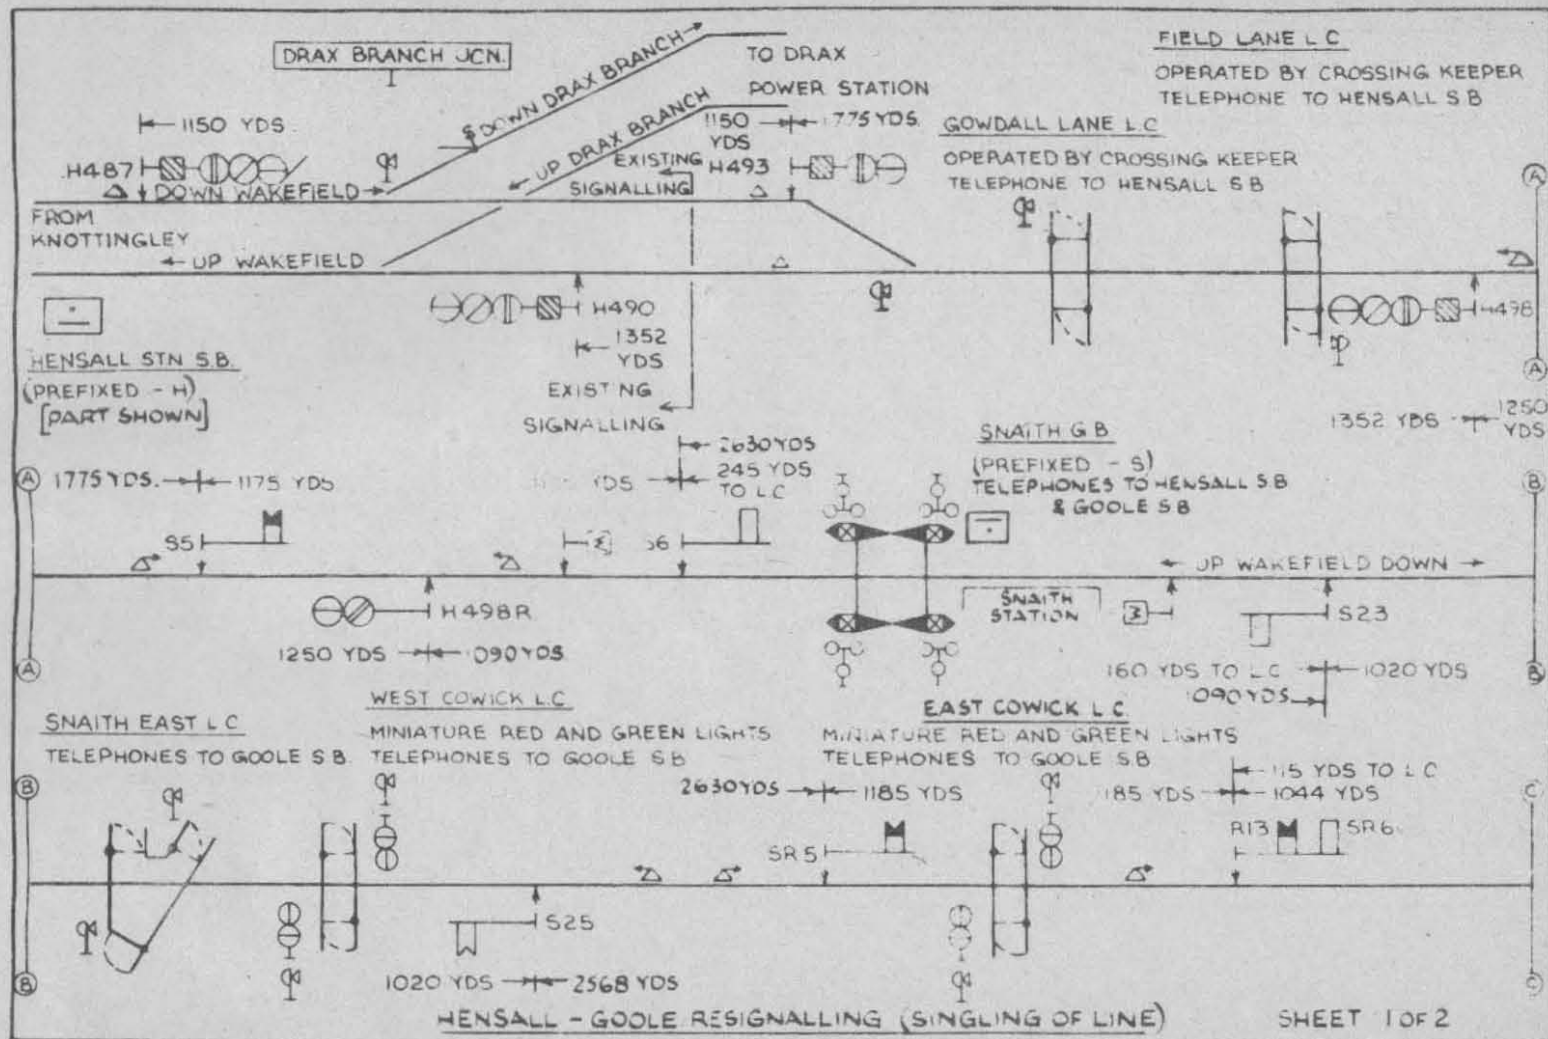 DRAX BRANCH JCN.
DOWN DRAX BRANCH
TO DRAX
POWER STATION
FIELD LANE L C
OPERATED BY CROSSING KEEPER
TELEPHONE TO HENSALL S B
1150 YDS.
UP DRAX BRANCH
1150
YDS
1775 YDS.
GOWDALL LANE L.C
OPERATED BY CROSSING KEEPER
TELEPHONE TO HENSALL S B
H487
EXISTING
SIGNALLING
H493
DOWN WAKEFIELD
FROM
KNOTTINGLEY
UP WAKEFIELD
A
A
H490
H498
1352
YDS
HENSALL STN S.B.
(PREFIXED - H)
[PART SHOWN]
EXISTING
SIGNALLING
1352 YDS
1250
YDS
SNAITH G B
(PREFIXED - S)
TELEPHONES TO HENSALL S B
& GOOLE S B
A
1775 YDS.
1175 YDS
YDS
2630 YDS
245 YDS
TO L C
B
S5
S6
UP WAKEFIELD DOWN
SNAITH
STATION
H498R
S23
1250 YDS
1090 YDS
160 YDS TO L C
1020 YDS
1090 YDS
A
B
SNAITH EAST L C
TELEPHONES TO GOOLE S B.
WEST COWICK L.C
MINIATURE RED AND GREEN LIGHTS
TELEPHONES TO GOOLE S B
EAST COWICK L C
MINIATURE RED AND GREEN LIGHTS
TELEPHONES TO GOOLE S B
B
2630 YDS
1185 YDS
185 YDS
115 YDS TO L C
1044 YDS
C
SR5
R13
SR6
S25
1020 YDS
2568 YDS
B
C
HENSALL - GOOLE RESIGNALLING (SINGLING OF LINE)
SHEET 1 OF 2